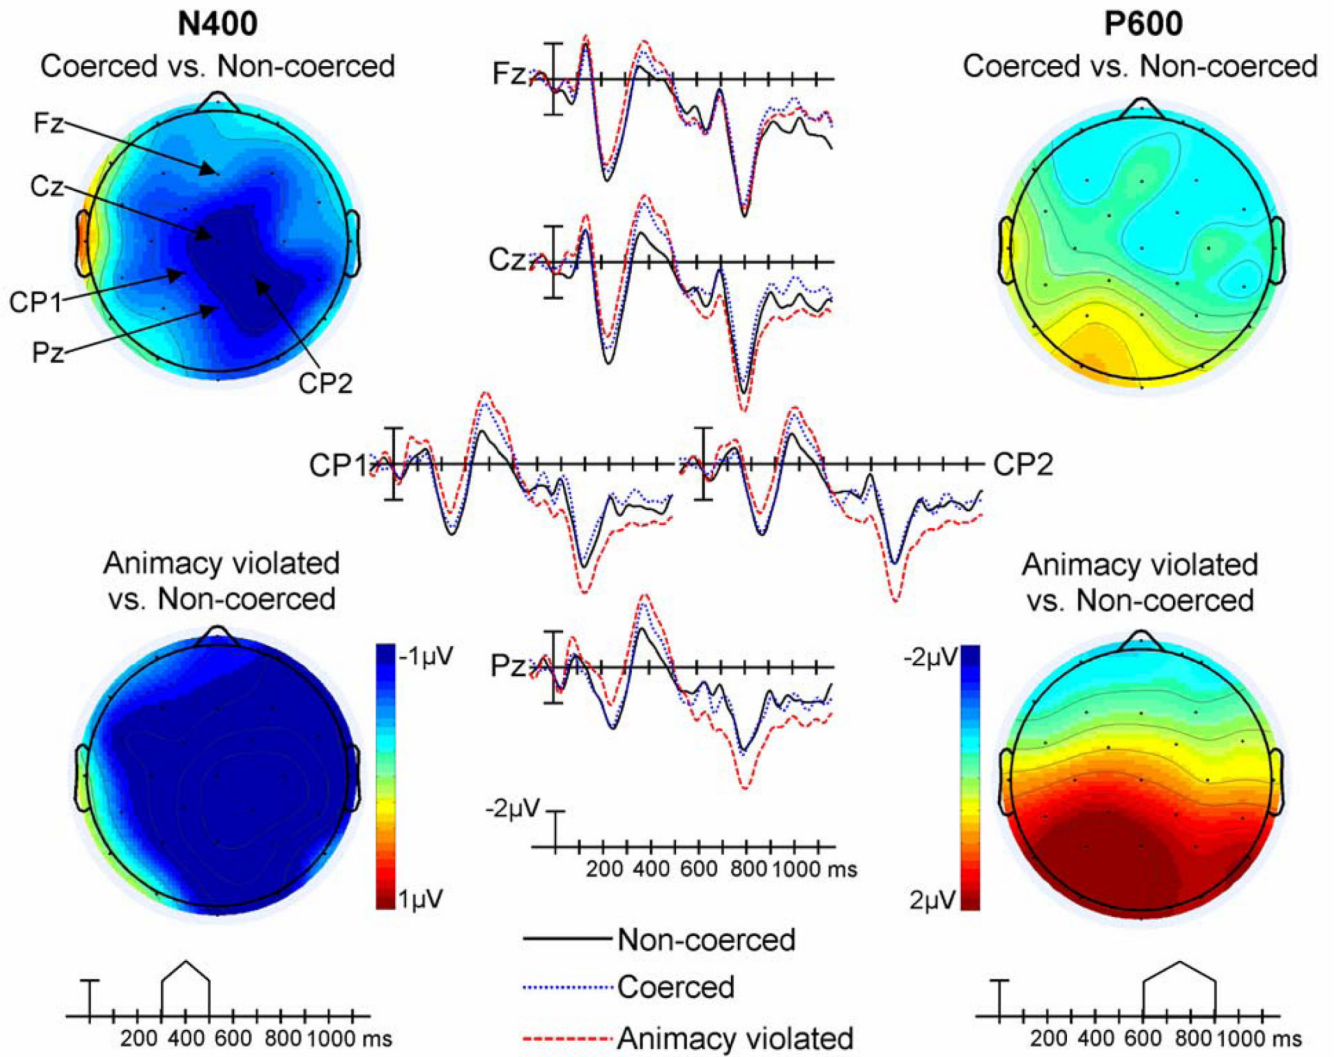 N400
Coerced vs. Non-coerced
Fz
Cz
CP1
Pz
CP2
Fz
Cz
CP1
CP2
Pz
-2µV
200 400 600 800 1000 ms
P600
Coerced vs. Non-coerced
Animacy violated
vs. Non-coerced
-1µV
1µV
Animacy violated
vs. Non-coerced
-2µV
2µV
Non-coerced
Coerced
Animacy violated
200 400 600 800 1000 ms
200 400 600 800 1000 ms